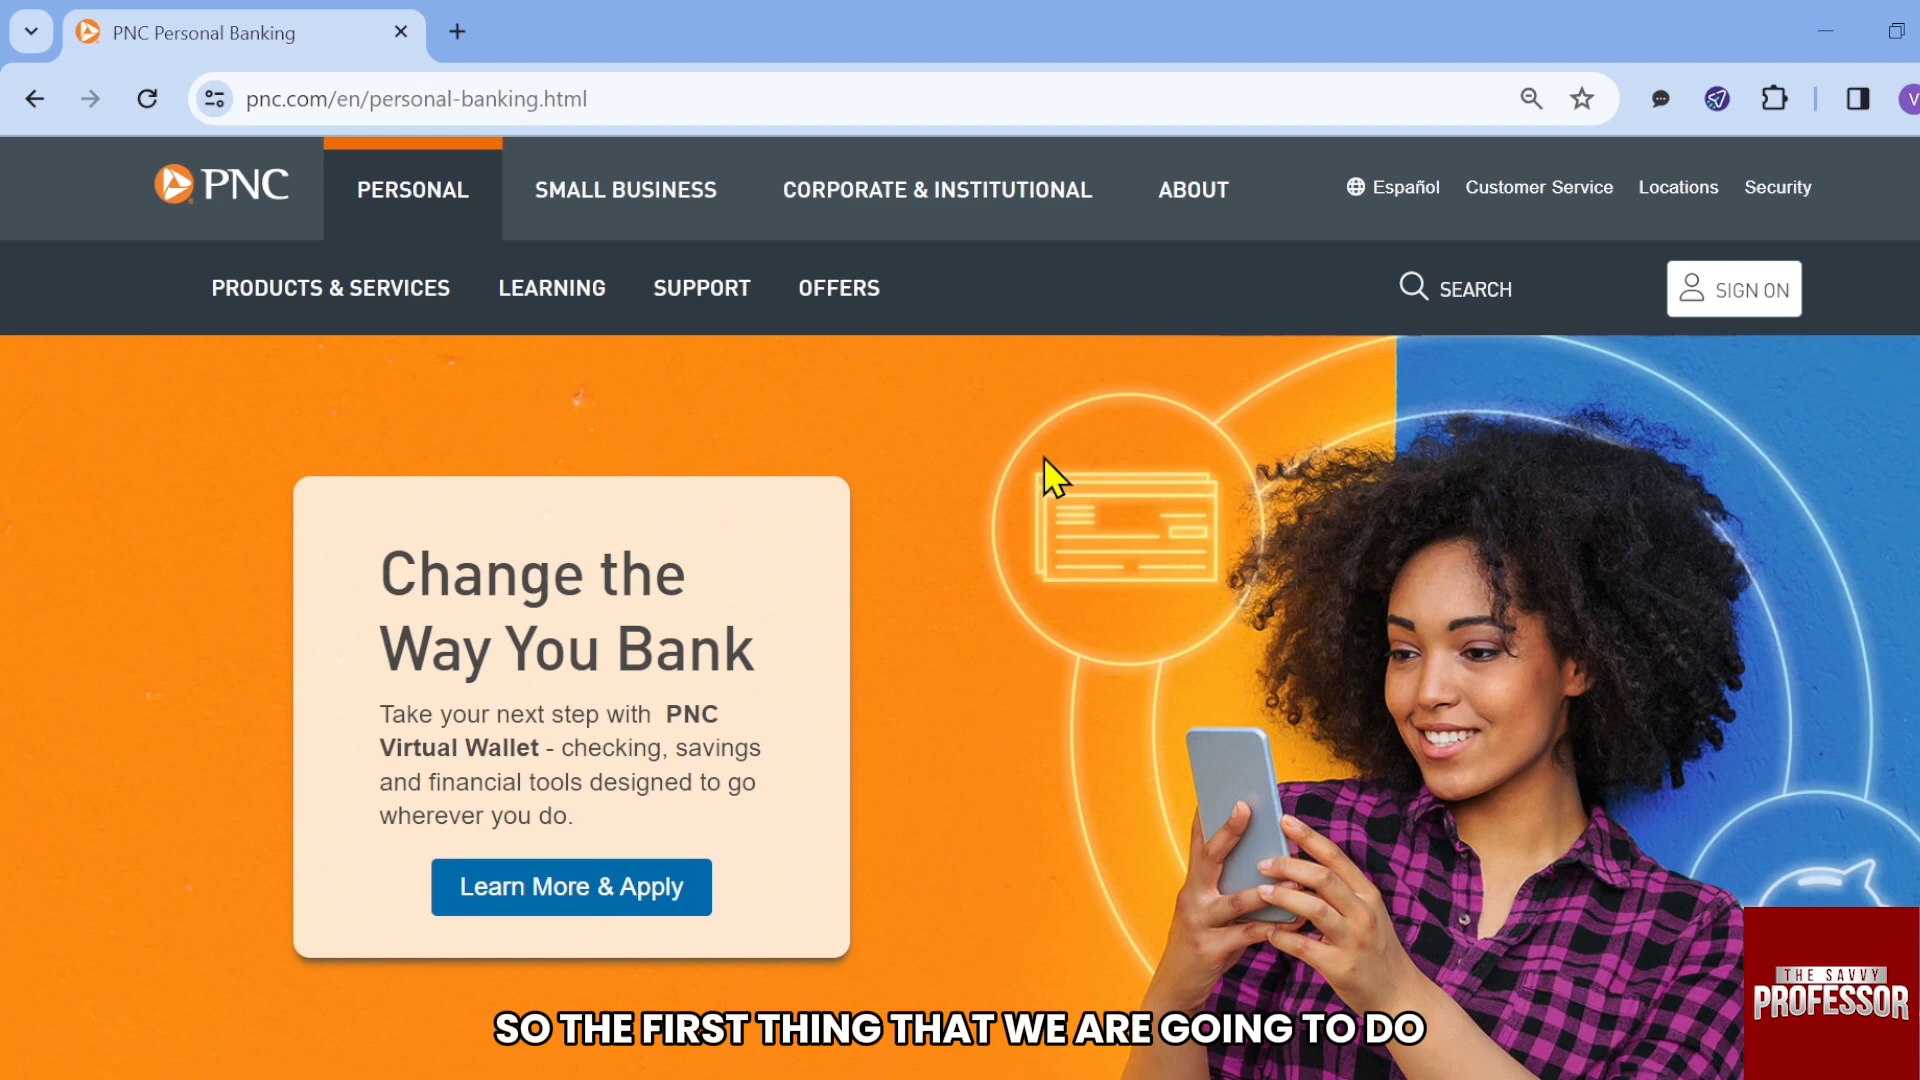 PNC Personal Banking
pnc.com/en/personal-banking.html
V
PNC
PERSONAL
SMALL BUSINESS
CORPORATE & INSTITUTIONAL
ABOUT
Español
Customer Service
Locations
Security
PRODUCTS & SERVICES
LEARNING
SUPPORT
OFFERS
SEARCH
SIGN ON
Change the
Way You Bank
Take your next step with PNC
Virtual Wallet - checking, savings
and financial tools designed to go
wherever you do.
Learn More & Apply
SO THE FIRST THING THAT WE ARE GOING TO DO
THE SAVVY
PROFESSOR